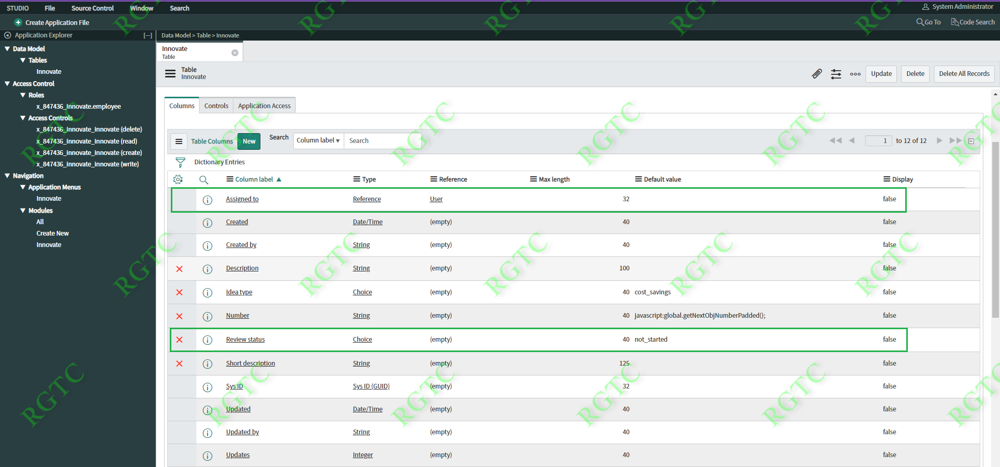 STUDIO File Source Control Window Search System Administrator
Create Application File Go To Code Search
Application Explorer [—] Data Model > Table > Innovate
Data Model
Tables
Innovate
Access Control
Roles
x_847436_innovate.employee
Access Controls
x_847436_innovate_innovate (delete)
x_847436_innovate_innovate (read)
x_847436_innovate_innovate (create)
x_847436_innovate_innovate (write)
Navigation
Application Menus
Innovate
Modules
All
Create New
Innovate
Innovate
Table
Table
Innovate
Update Delete Delete All Records
Columns Controls Application Access
Table Columns New Search Column label Search 1 to 12 of 12
Dictionary Entries
Column label Type Reference Max length Default value Display
Assigned to Reference User 32 false
Created Date/Time (empty) 40 false
Created by String (empty) 40 false
Description String (empty) 100 false
Idea type Choice (empty) 40 cost_savings false
Number String (empty) 40 javascript:global.getNextObjNumberPadded(); false
Review status Choice (empty) 40 not_started false
Short description String (empty) 125 false
Sys ID Sys ID (GUID) (empty) 32 false
Updated Date/Time (empty) 40 false
Updated by String (empty) 40 false
Updates Integer (empty) 40 false
RGTC RGTC RGTC RGTC RGTC
RGTC RGTC RGTC RGTC RGTC RGTC
RGTC RGTC RGTC RGTC RGTC
RGTC RGTC RGTC RGTC RGTC RGTC